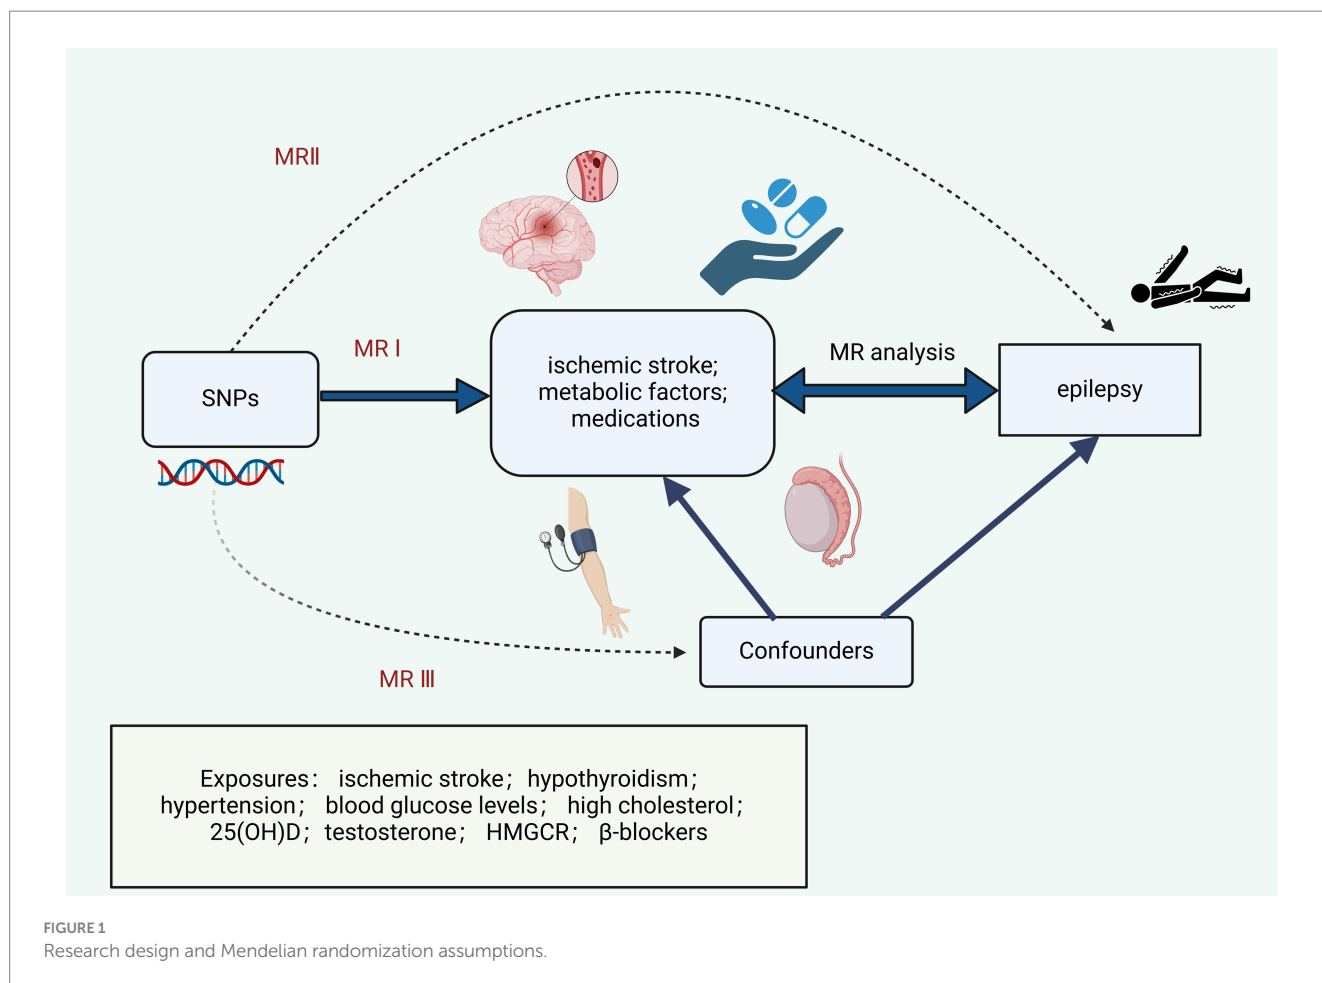 MRⅡ
MR Ⅰ
SNPs
ischemic stroke;
metabolic factors;
medications
MR analysis
epilepsy
Confounders
MR Ⅲ
Exposures: ischemic stroke; hypothyroidism;
hypertension; blood glucose levels; high cholesterol;
25(OH)D; testosterone; HMGCR; β-blockers
FIGURE 1
Research design and Mendelian randomization assumptions.